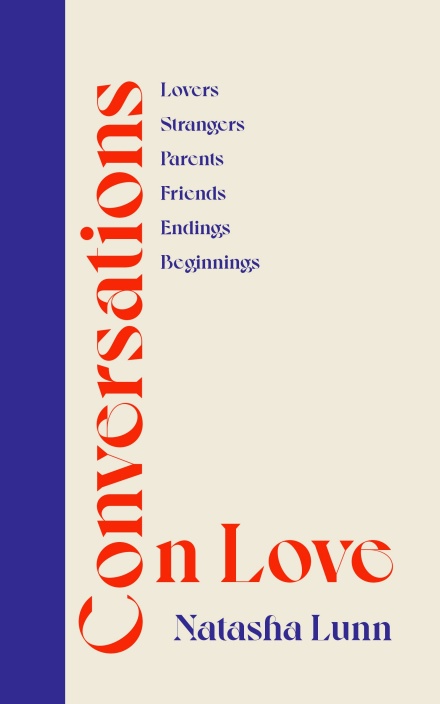 Conversations
Lovers
Strangers
Parents
Friends
Endings
Beginnings
on Love
Natasha Lunn